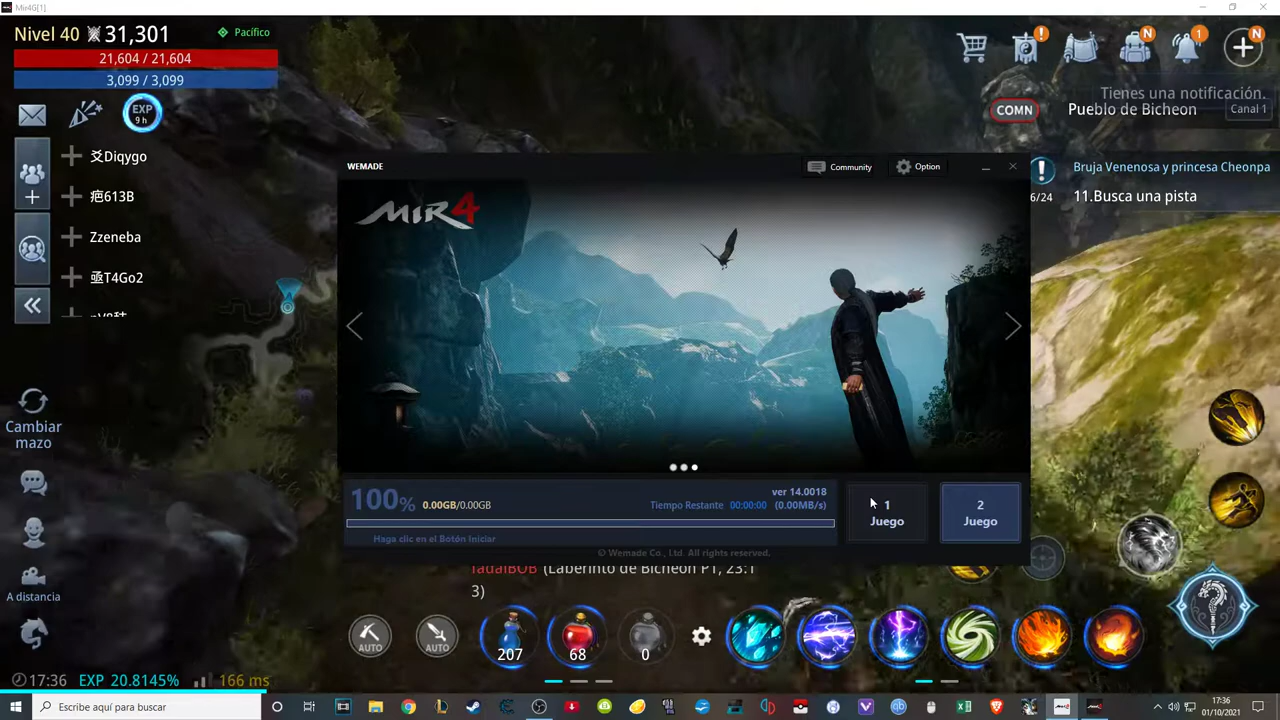 Mir4G[1]
Nivel 40 31,301 Pacífico
21,604 / 21,604
3,099 / 3,099
EXP
9 h
爻Diqygo
疤613B
Zzeneba
亟T4Go2
Cambiar
mazo
A distancia
17:36 EXP 20.8145% 166 ms
N
1
N
Tienes una notificación.
COMN Pueblo de Bicheon Canal 1
Bruja Venenosa y princesa Cheonpa
6/24 11.Busca una pista
WEMADE Community Option
MIR4
100% 0.00GB/0.00GB
ver 14.0018
Tiempo Restante 00:00:00 (0.00MB/s)
Haga clic en el Botón Iniciar
1
Juego
2
Juego
© Wemade Co., Ltd. All rights reserved.
TadalBOB (Laberinto de Bicheon P1, 23:1
3)
AUTO
AUTO
207
68
0
Escribe aquí para buscar
17:36
01/10/2021